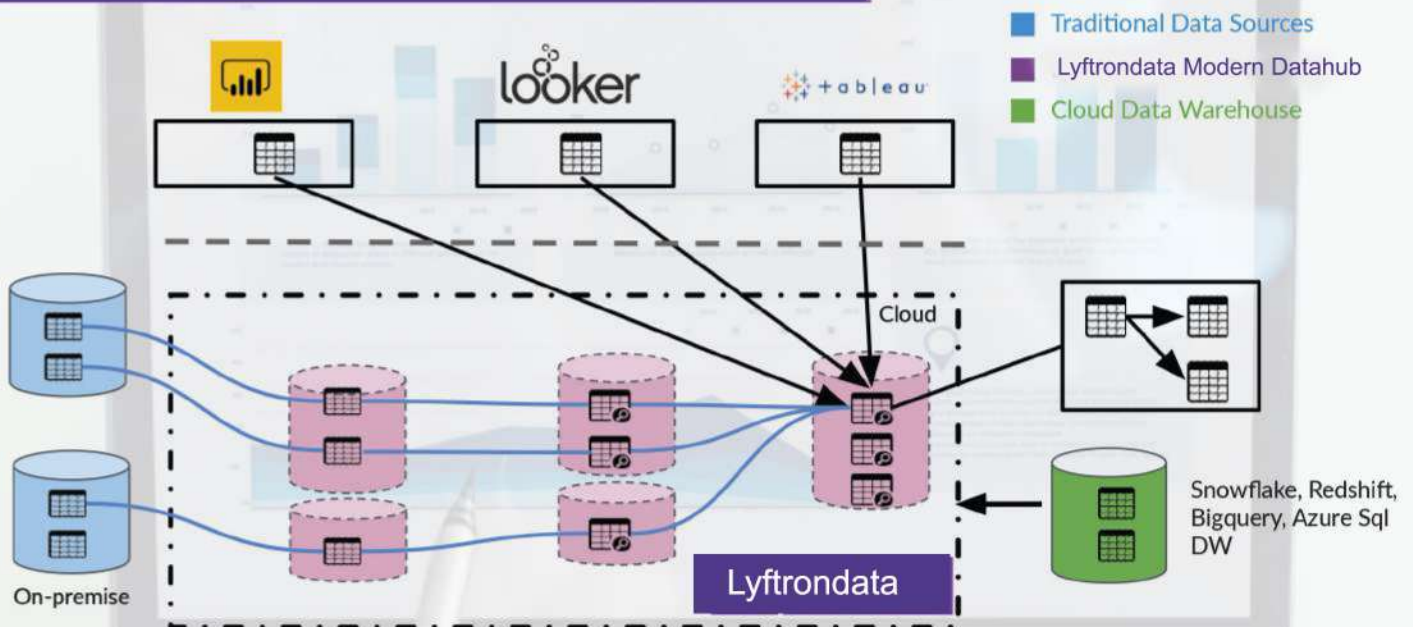 Traditional Data Sources
Lyftrondata Modern Datahub
Cloud Data Warehouse
looker
+ a b l e a u
Cloud
Snowflake, Redshift,
Bigquery, Azure Sql
DW
On-premise
Lyftrondata